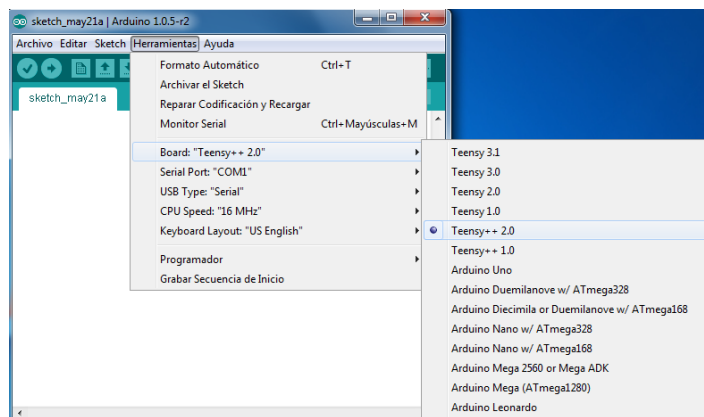 sketch_may21a | Arduino 1.0.5-r2
Archivo Editar Sketch Herramientas Ayuda
sketch_may21a
Formato Automático Ctrl+T
Archivar el Sketch
Reparar Codificación y Recargar
Monitor Serial Ctrl+Mayúsculas+M
Board: "Teensy++ 2.0"
Serial Port: "COM1"
USB Type: "Serial"
CPU Speed: "16 MHz"
Keyboard Layout: "US English"
Programador
Grabar Secuencia de Inicio
Teensy 3.1
Teensy 3.0
Teensy 2.0
Teensy 1.0
Teensy++ 2.0
Teensy++ 1.0
Arduino Uno
Arduino Duemilanove w/ ATmega328
Arduino Diecimila or Duemilanove w/ ATmega168
Arduino Nano w/ ATmega328
Arduino Nano w/ ATmega168
Arduino Mega 2560 or Mega ADK
Arduino Mega (ATmega1280)
Arduino Leonardo